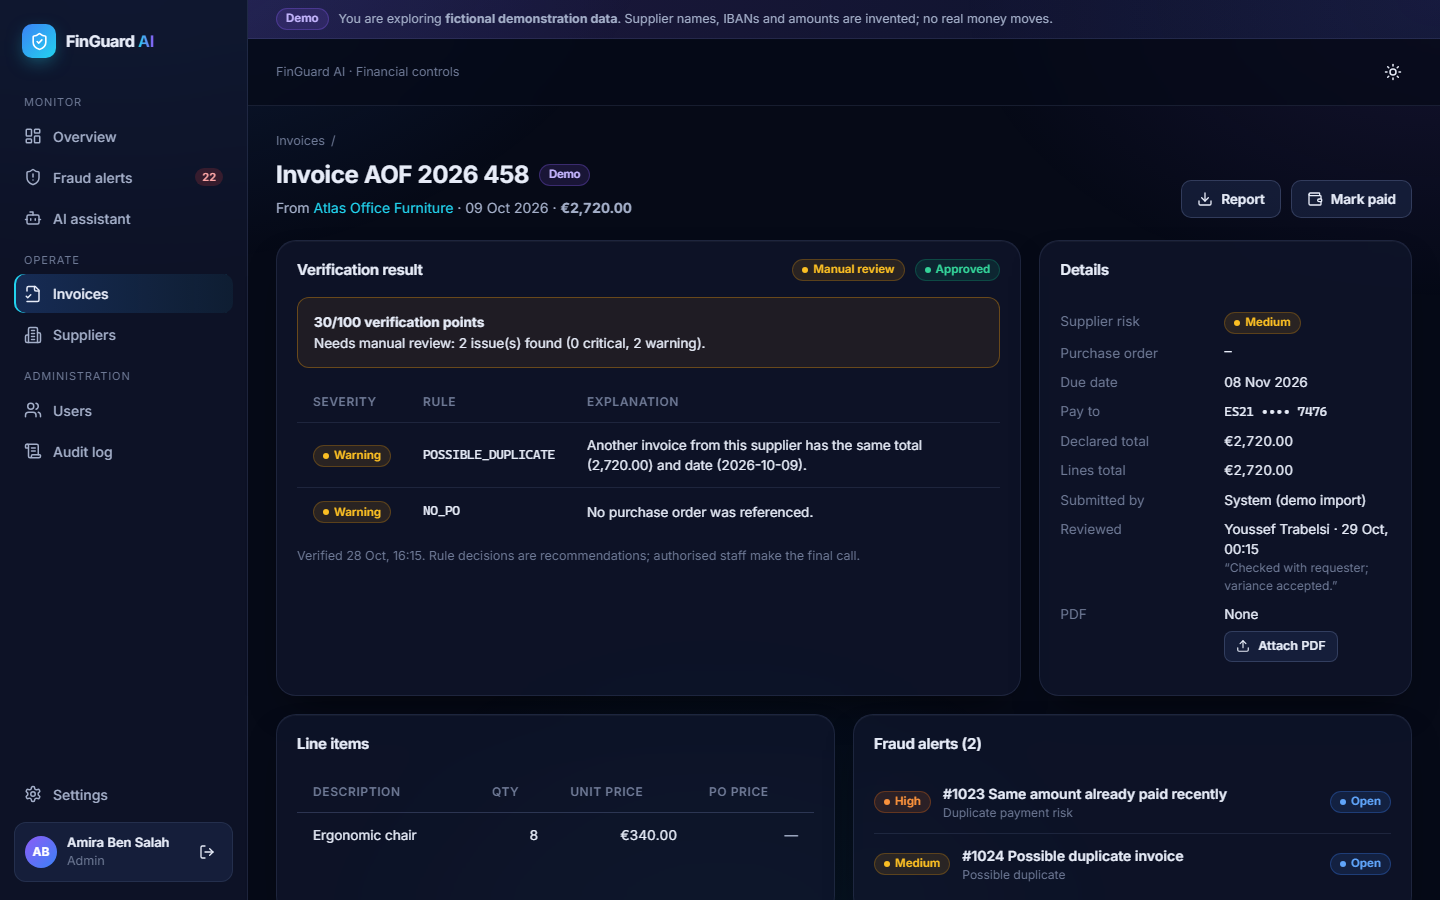 FinGuard AI
MONITOR
Overview
Fraud alerts 22
AI assistant
OPERATE
Invoices
Suppliers
ADMINISTRATION
Users
Audit log
Settings
AB Amira Ben Salah
Admin
Demo You are exploring fictional demonstration data. Supplier names, IBANs and amounts are invented; no real money moves.
FinGuard AI · Financial controls
Invoices /
Invoice AOF 2026 458 Demo
From Atlas Office Furniture · 09 Oct 2026 · €2,720.00
Report Mark paid
Verification result Manual review Approved
30/100 verification points
Needs manual review: 2 issue(s) found (0 critical, 2 warning).
SEVERITY RULE EXPLANATION
Warning POSSIBLE_DUPLICATE Another invoice from this supplier has the same total
(2,720.00) and date (2026-10-09).
Warning NO_PO No purchase order was referenced.
Verified 28 Oct, 16:15. Rule decisions are recommendations; authorised staff make the final call.
Details
Supplier risk Medium
Purchase order –
Due date 08 Nov 2026
Pay to ES21 •••• 7476
Declared total €2,720.00
Lines total €2,720.00
Submitted by System (demo import)
Reviewed Youssef Trabelsi · 29 Oct,
00:15
“Checked with requester;
variance accepted.”
PDF None
Attach PDF
Line items
DESCRIPTION QTY UNIT PRICE PO PRICE
Ergonomic chair 8 €340.00 —
Fraud alerts (2)
High #1023 Same amount already paid recently Open
Duplicate payment risk
Medium #1024 Possible duplicate invoice Open
Possible duplicate